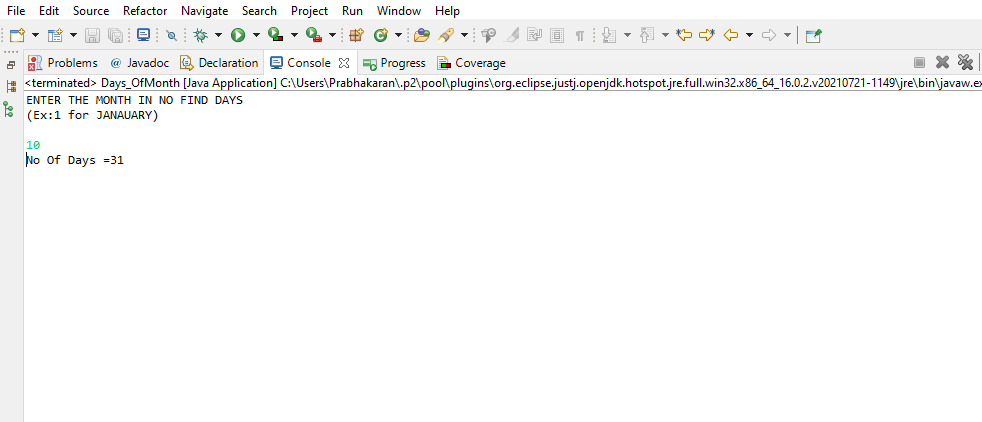 File Edit Source Refactor Navigate Search Project Run Window Help
Problems @ Javadoc Declaration Console Progress Coverage
<terminated> Days_OfMonth [Java Application] C:\Users\Prabhakaran\.p2\pool\plugins\org.eclipse.justj.openjdk.hotspot.jre.full.win32.x86_64_16.0.2.v20210721-1149\jre\bin\javaw.ex
ENTER THE MONTH IN NO FIND DAYS
(Ex:1 for JANAUARY)
10
No Of Days =31